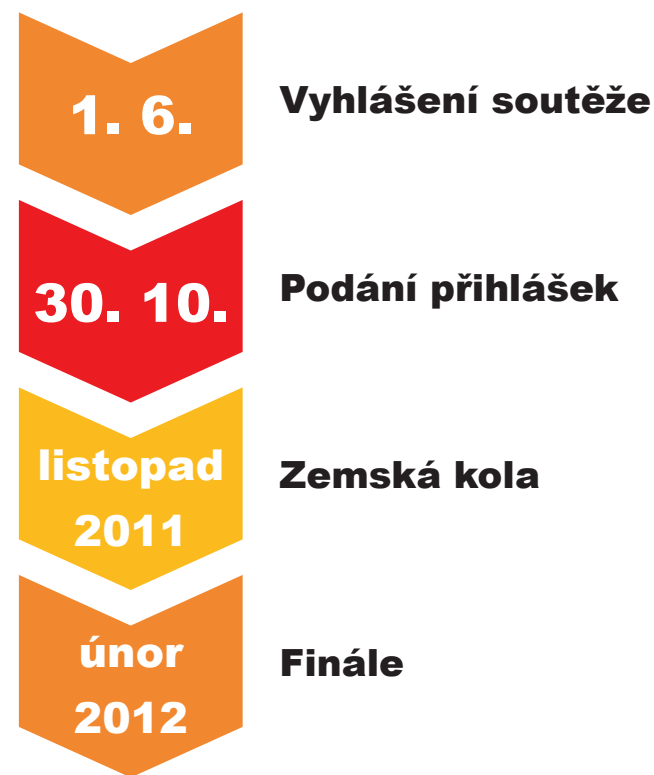 1. 6.
Vyhlášení soutěže
30. 10.
Podání přihlášek
listopad
2011
Zemská kola
únor
2012
Finále